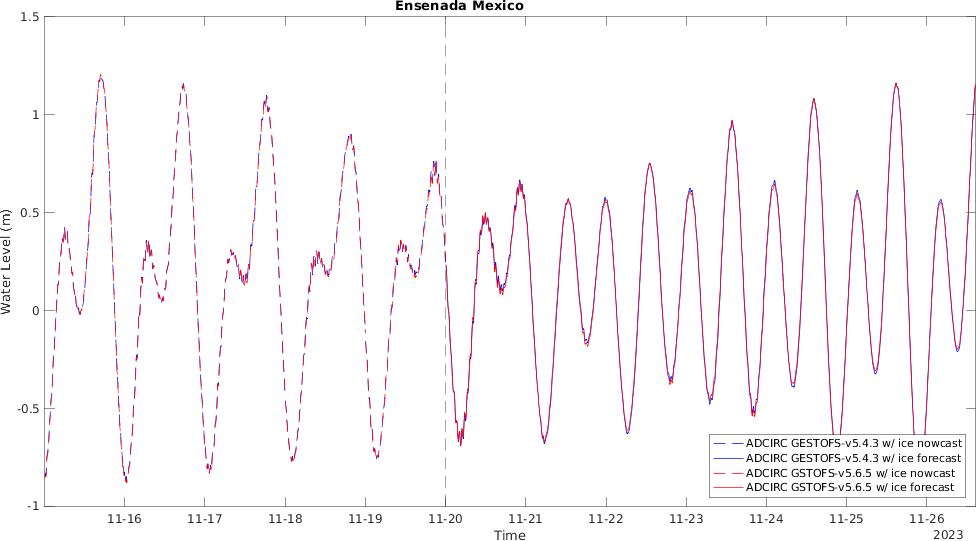 Ensenada Mexico
1.5
1
0.5
0
-0.5
-1
Water Level (m)
11-16 11-17 11-18 11-19 11-20 11-21 11-22 11-23 11-24 11-25 11-26
Time
2023
ADCIRC GESTOFS-v5.4.3 w/ ice nowcast
ADCIRC GESTOFS-v5.4.3 w/ ice forecast
ADCIRC GSTOFS-v5.6.5 w/ ice nowcast
ADCIRC GSTOFS-v5.6.5 w/ ice forecast